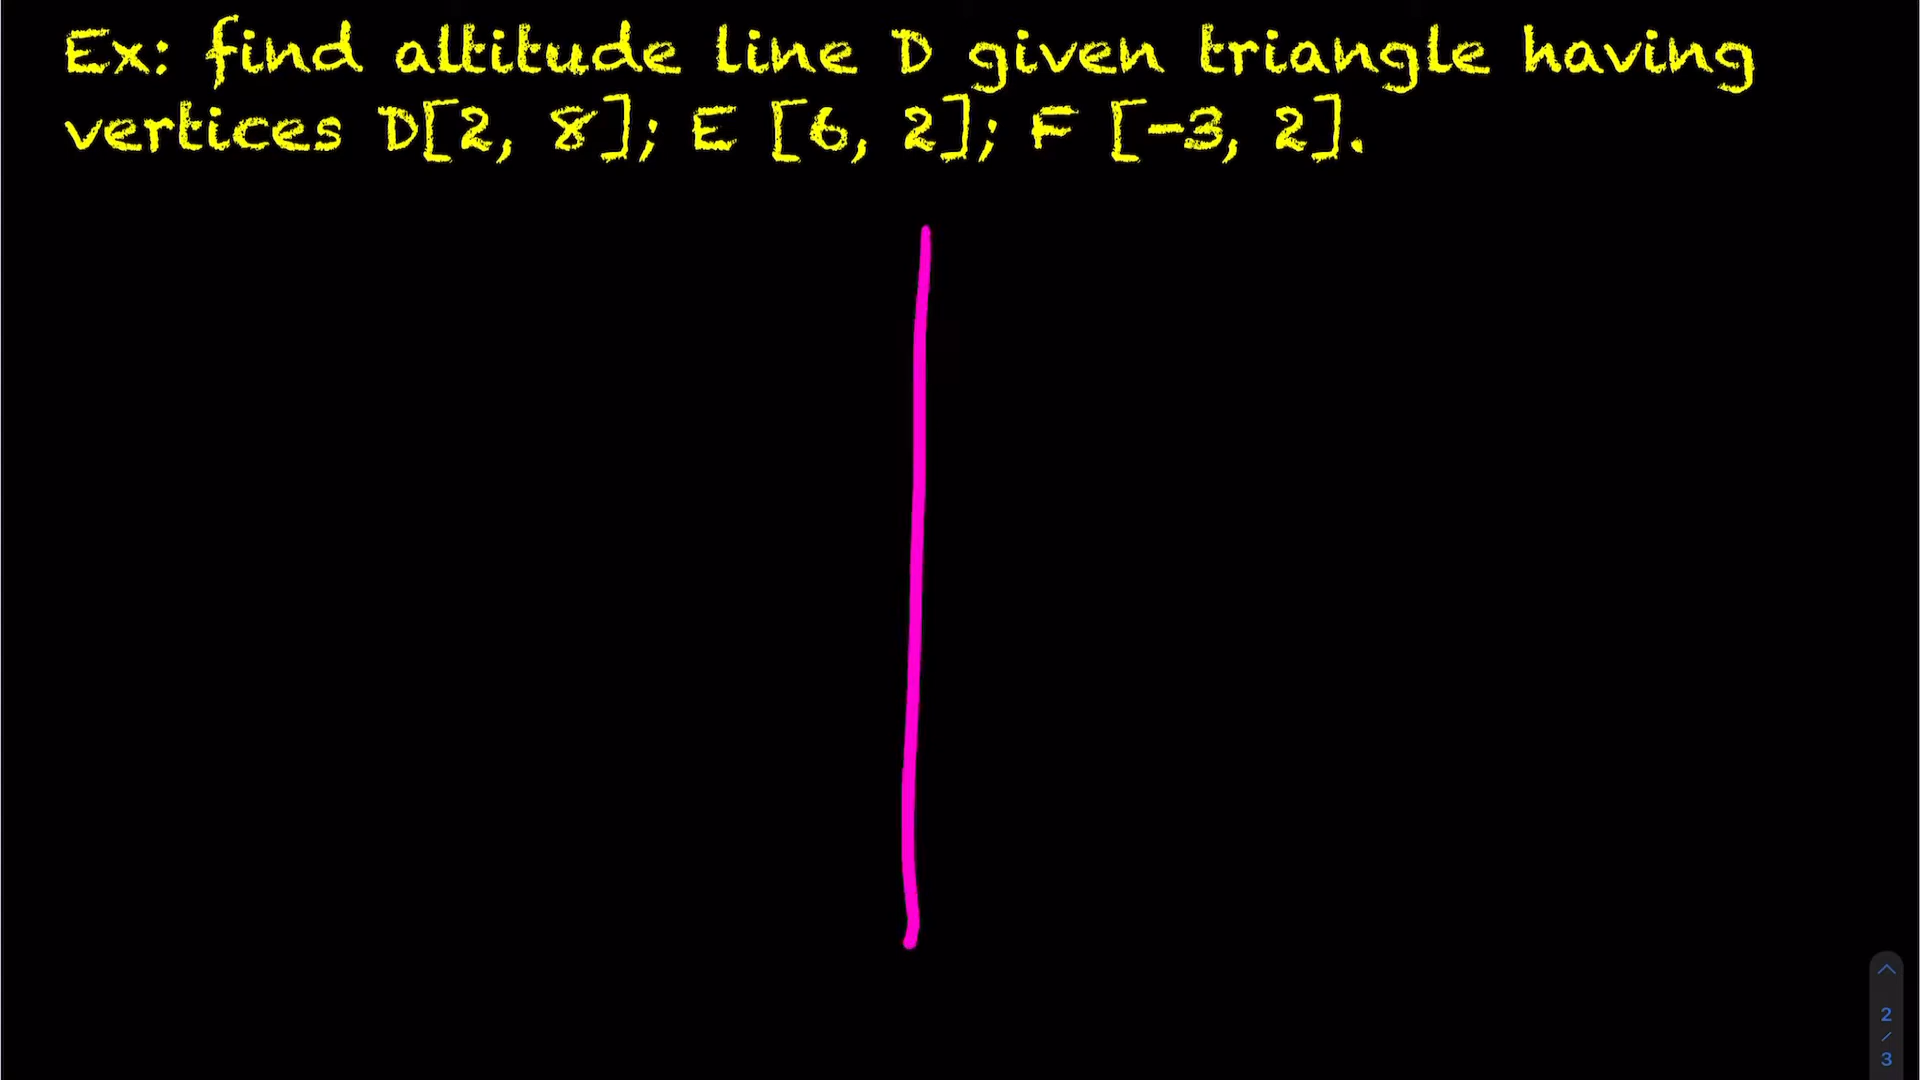 Ex: find altitude line D given triangle having
vertices D[2, 8]; E [6, 2]; F [-3, 2].
2
/
3